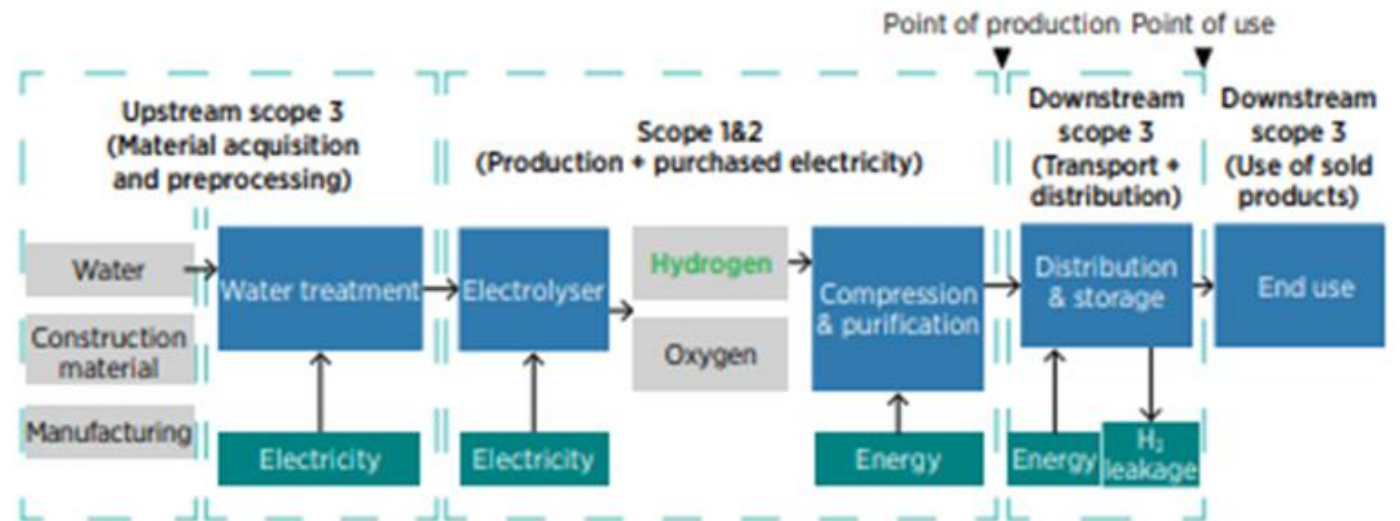 Point of production Point of use
Upstream scope 3
(Material acquisition
and preprocessing)
Scope 1&2
(Production + purchased electricity)
Downstream
scope 3
(Transport +
distribution)
Downstream
scope 3
(Use of sold
products)
Water
Construction
material
Manufacturing
Water treatment
Electricity
Electrolyser
Electricity
Hydrogen
Oxygen
Compression
& purification
Energy
Distribution
& storage
Energy
H₂
leakage
End use